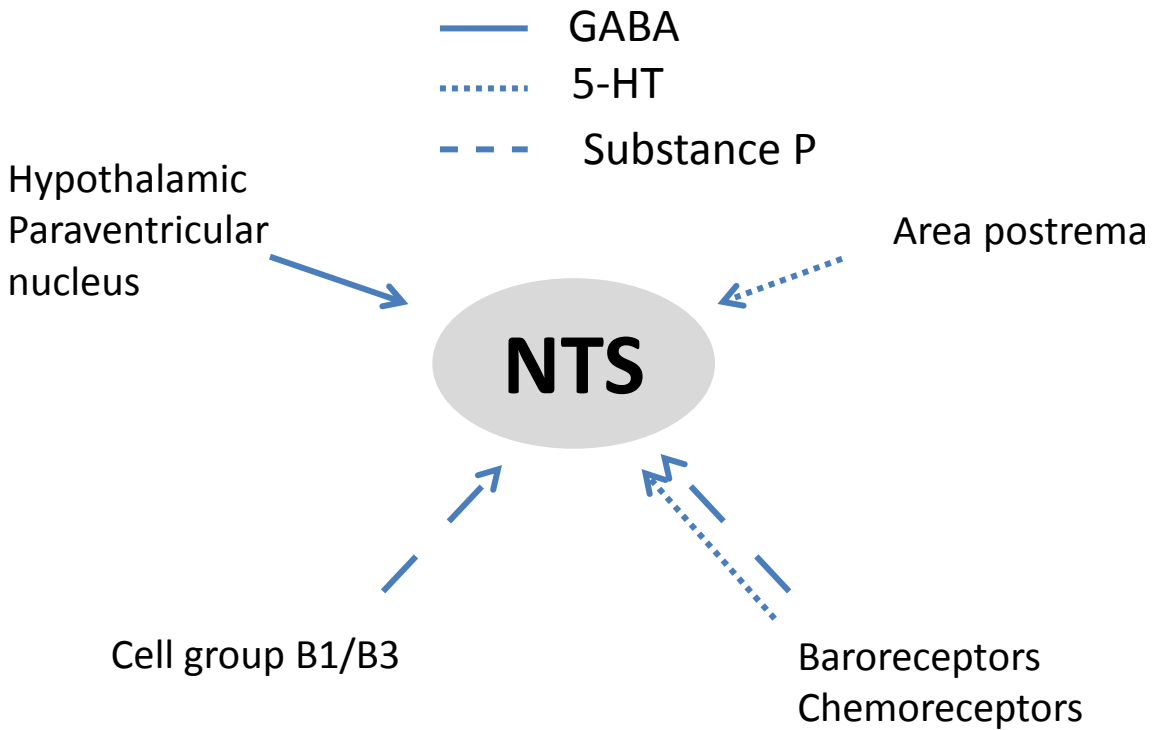 GABA
5-HT
Substance P
Hypothalamic
Paraventricular
nucleus
Area postrema
NTS
Cell group B1/B3
Baroreceptors
Chemoreceptors